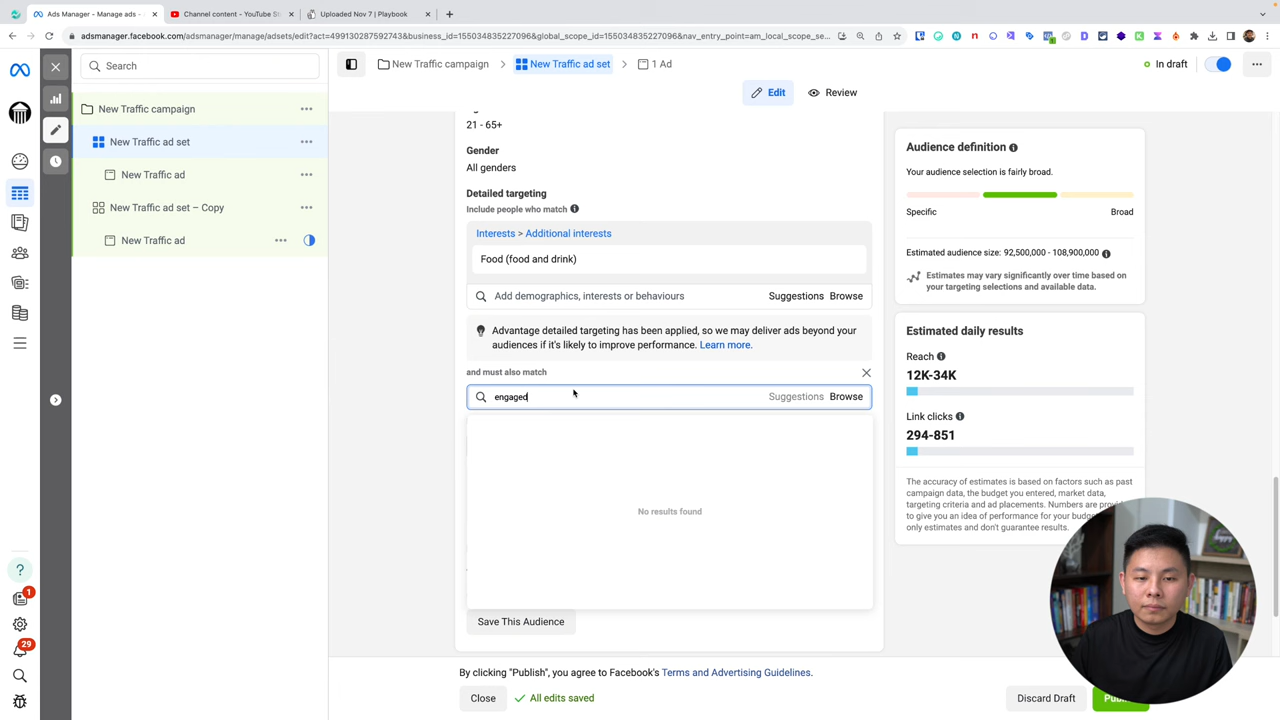 Ads Manager - Manage ads -
Channel content - YouTube St
Uploaded Nov 7 | Playbook
adsmanager.facebook.com/adsmanager/manage/adsets/edit?act=499130287592743&business_id=155034835227096&global_scope_id=155034835227096&nav_entry_point=am_local_scope_se...
Search
New Traffic campaign
New Traffic ad set
1 Ad
In draft
Edit
Review
New Traffic campaign
New Traffic ad set
New Traffic ad
New Traffic ad set – Copy
New Traffic ad
21 - 65+
Gender
All genders
Detailed targeting
Include people who match
Interests > Additional interests
Food (food and drink)
Add demographics, interests or behaviours
Suggestions Browse
Advantage detailed targeting has been applied, so we may deliver ads beyond your
audiences if it's likely to improve performance. Learn more.
and must also match
engaged
Suggestions Browse
No results found
Save This Audience
Audience definition
Your audience selection is fairly broad.
Specific
Broad
Estimated audience size: 92,500,000 - 108,900,000
Estimates may vary significantly over time based on
your targeting selections and available data.
Estimated daily results
Reach
12K-34K
Link clicks
294-851
The accuracy of estimates is based on factors such as past
campaign data, the budget you entered, market data,
targeting criteria and ad placements. Numbers are
to give you an idea of performance for your
only estimates and don't guarantee results.
By clicking "Publish", you agree to Facebook's Terms and Advertising Guidelines.
Close
All edits saved
Discard Draft
1
29